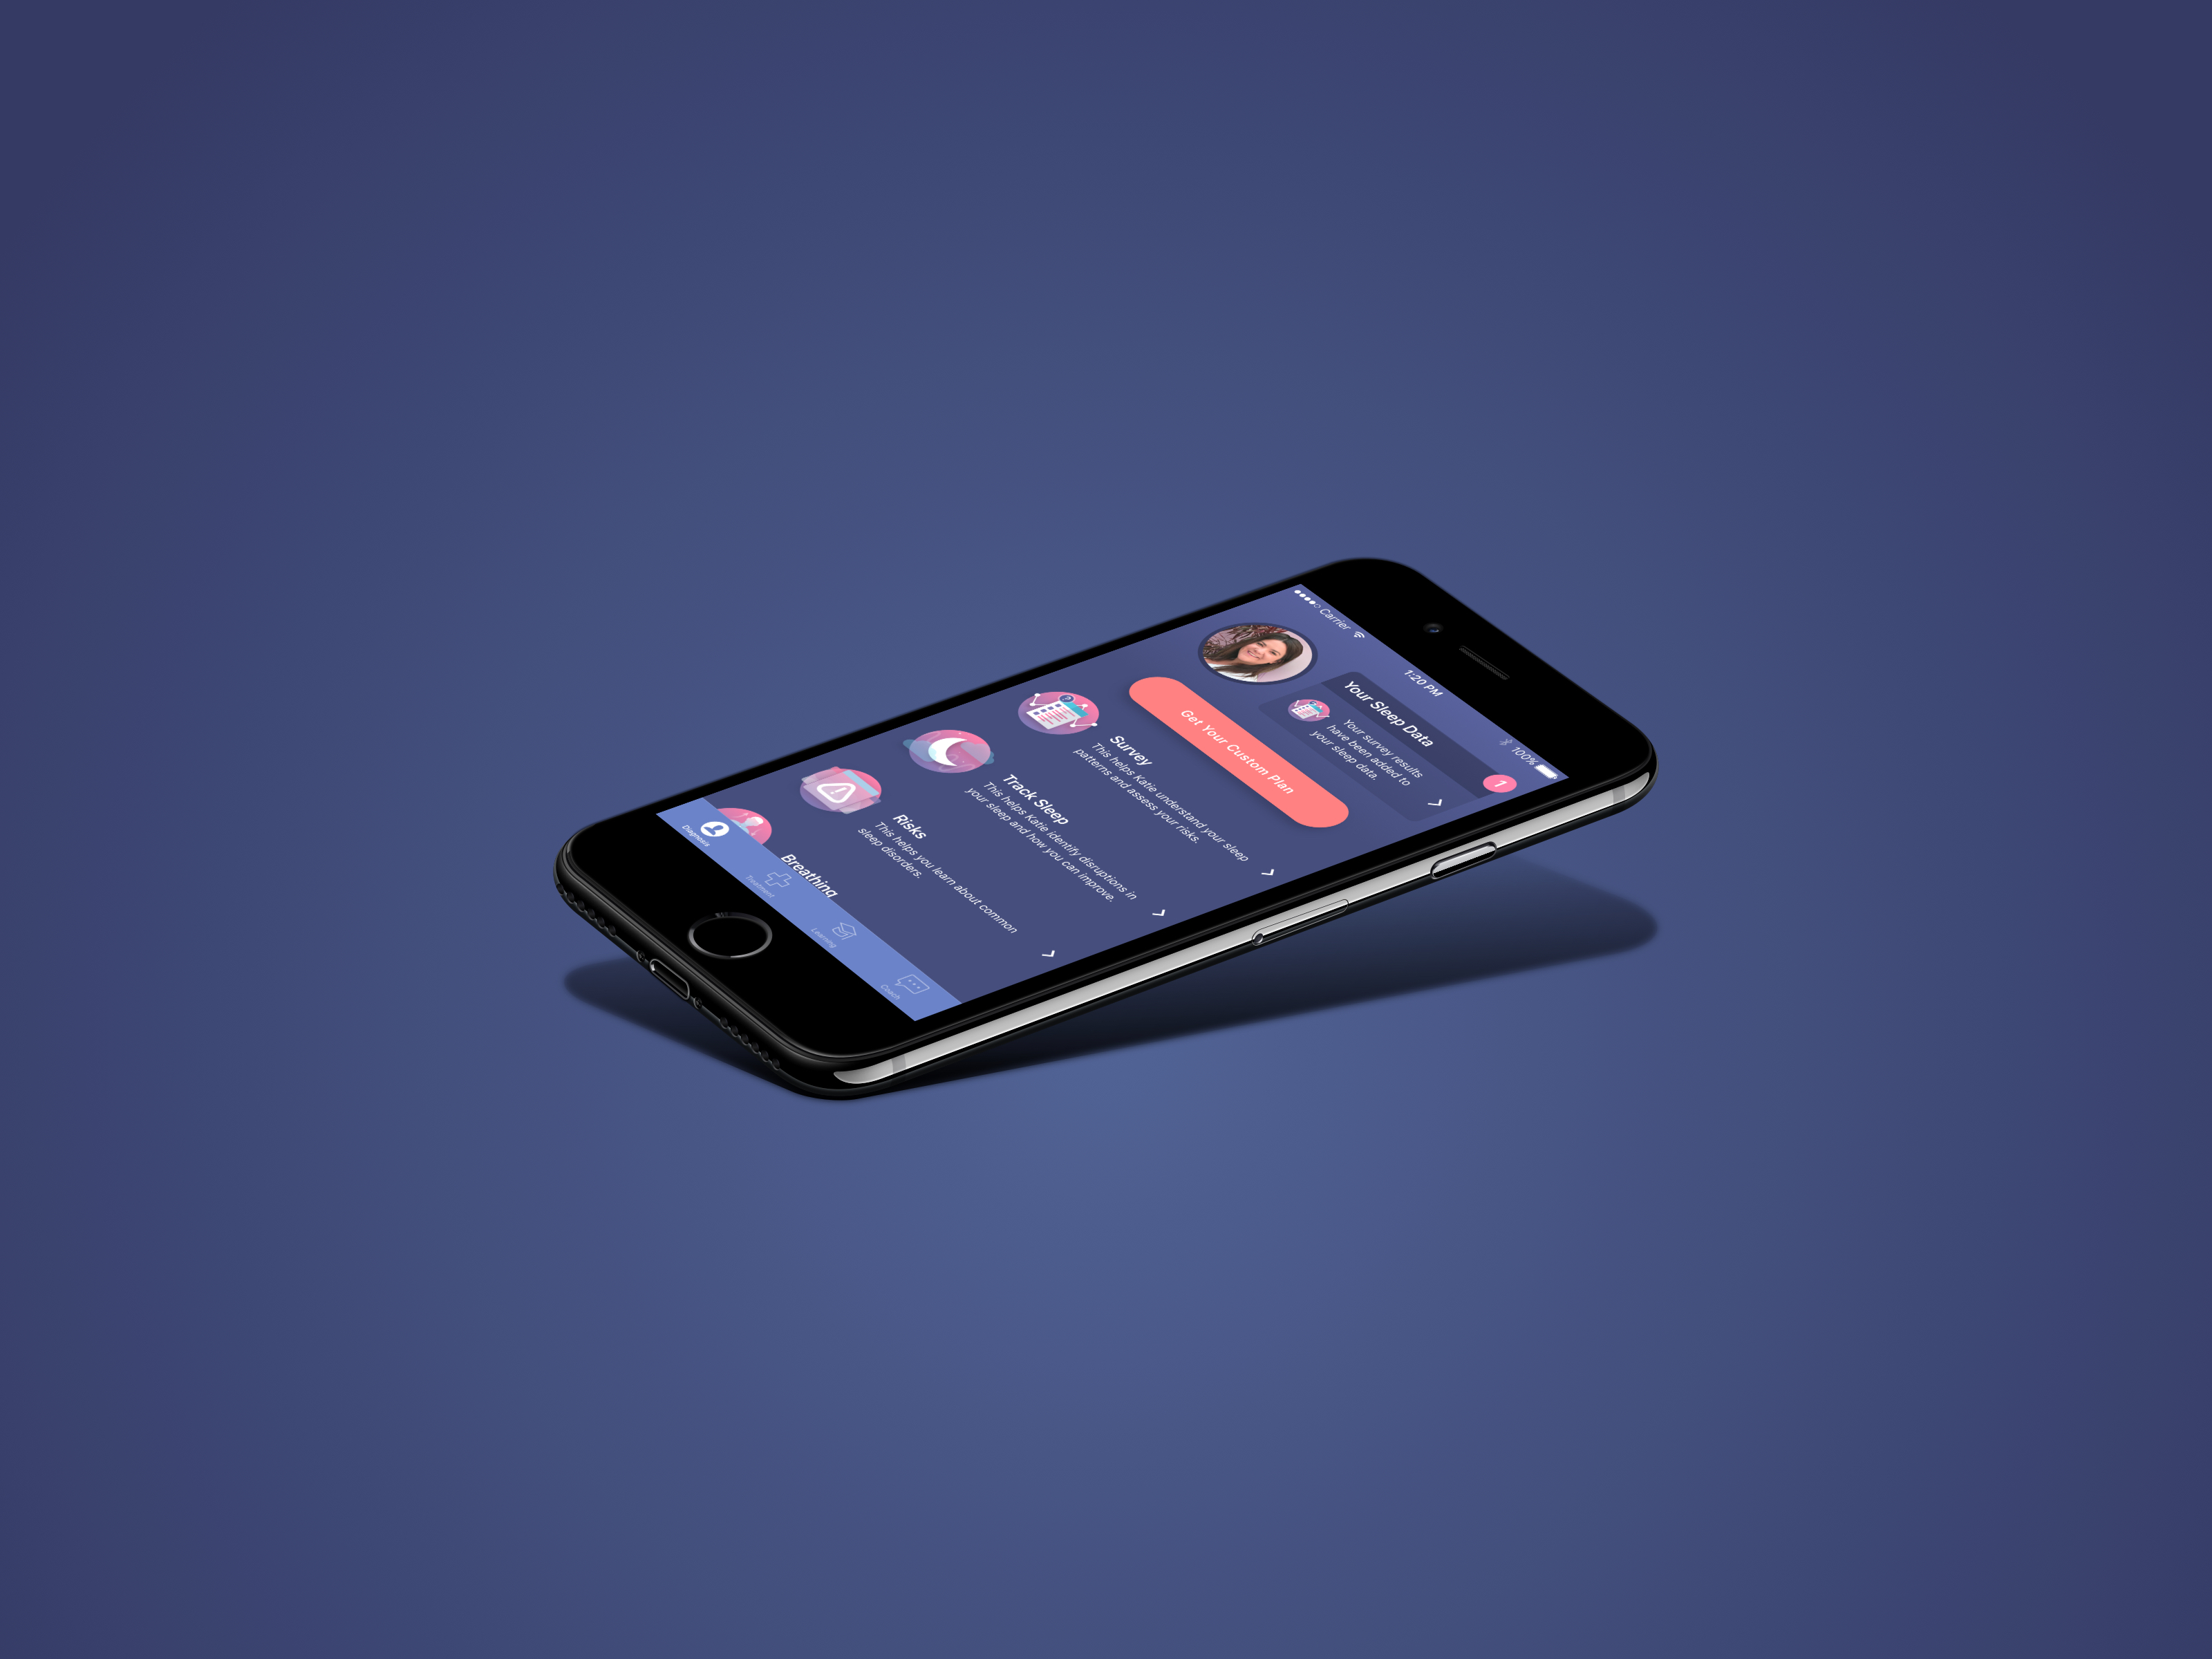 Carrier
1:20 PM
100%
Your Sleep Data
1
Your survey results
have been added to
your sleep data.
Get Your Custom Plan
Survey
This helps Katie understand your sleep
patterns and assess your risks.
Track Sleep
This helps Katie identify disruptions in
your sleep and how you can improve.
Risks
This helps you learn about common
sleep disorders.
Breathing
Diagnosis
Treatment
Learning
Coach